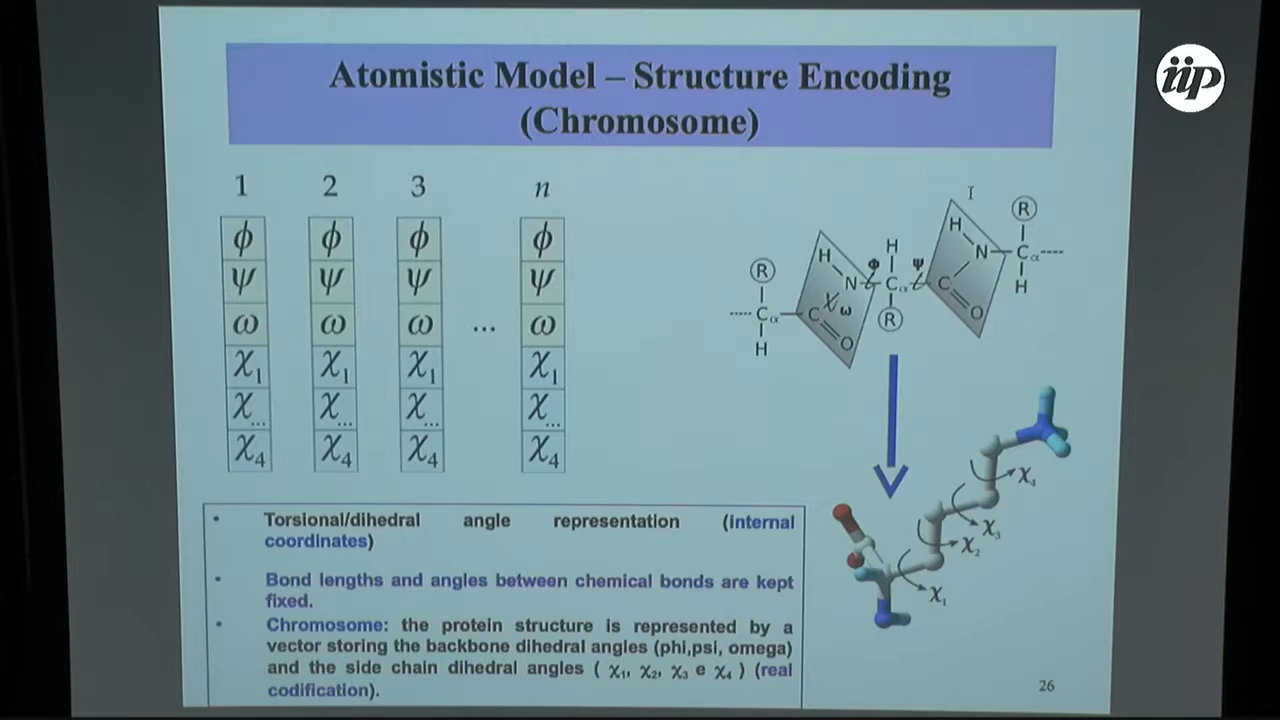 iip
Atomistic Model – Structure Encoding
(Chromosome)
1 2 3 n
ϕ ϕ ϕ ϕ
ψ ψ ψ ψ
ω ω ω ... ω
χ1 χ1 χ1 χ1
χ... χ... χ... χ...
χ4 χ4 χ4 χ4
R
Cα
H
H
N
C
O
χ
ω
Φ
H
Cα
R
Ψ
H
N
C
O
R
Cα
H
χ4
χ3
χ2
χ1
• Torsional/dihedral angle representation (internal
coordinates)
• Bond lengths and angles between chemical bonds are kept
fixed.
• Chromosome: the protein structure is represented by a
vector storing the backbone dihedral angles (phi,psi, omega)
and the side chain dihedral angles ( χ1, χ2, χ3 e χ4 ) (real
codification).
26